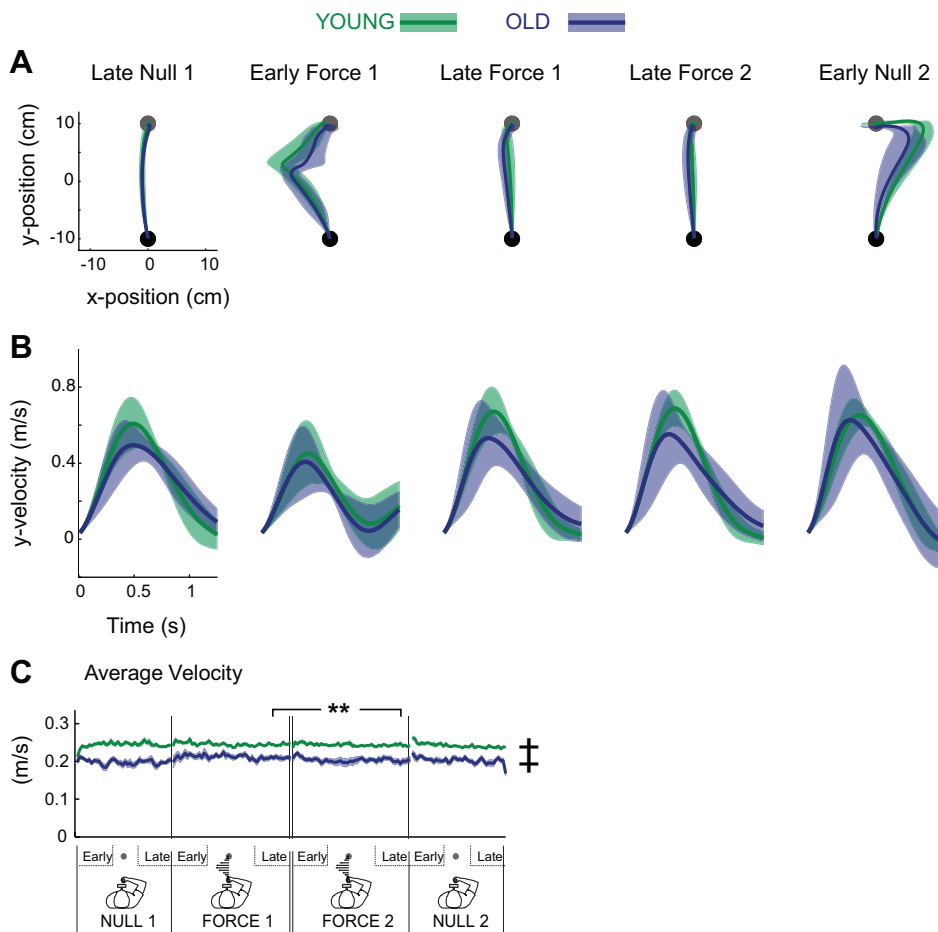 YOUNG OLD
A
Late Null 1 Early Force 1 Late Force 1 Late Force 2 Early Null 2
y-position (cm)
10
0
-10
-10 0 10
x-position (cm)
B
y-velocity (m/s)
0.8
0.4
0
0 0.5 1
Time (s)
C Average Velocity
**
(m/s)
0.3
0.2
0.1
0
‡
Early Late Early Late Early Late Early Late
NULL 1 FORCE 1 FORCE 2 NULL 2